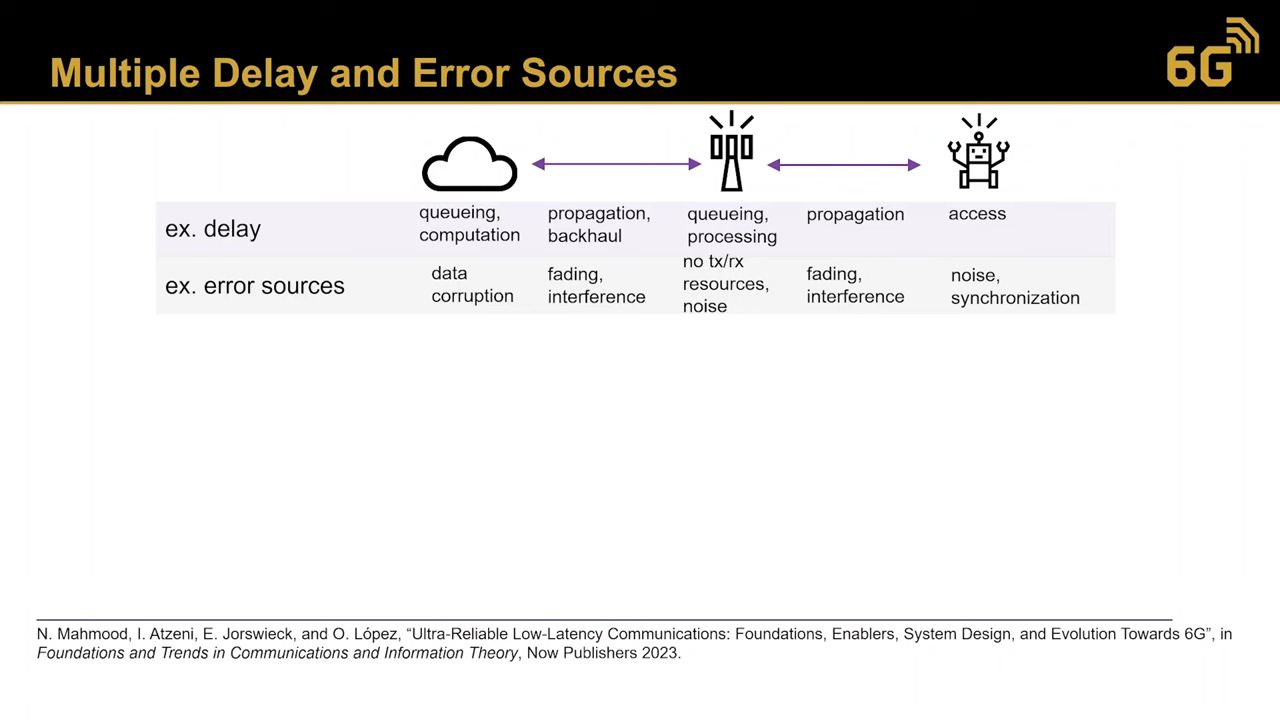 Multiple Delay and Error Sources
6G
ex. delay
queueing,
computation
propagation,
backhaul
queueing,
processing
propagation
access
ex. error sources
data
corruption
fading,
interference
no tx/rx
resources,
noise
fading,
interference
noise,
synchronization
N. Mahmood, I. Atzeni, E. Jorswieck, and O. López, “Ultra-Reliable Low-Latency Communications: Foundations, Enablers, System Design, and Evolution Towards 6G”, in
Foundations and Trends in Communications and Information Theory, Now Publishers 2023.